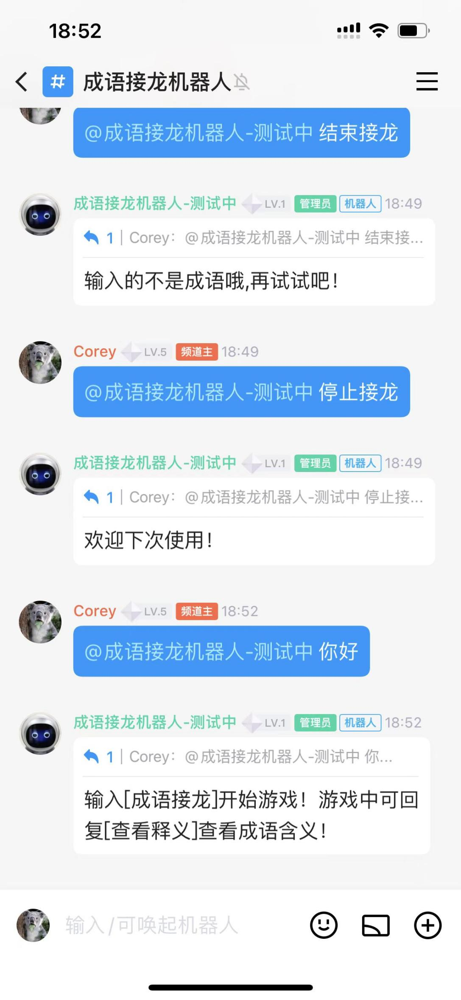 18:52
成语接龙机器人
@成语接龙机器人-测试中 结束接龙
成语接龙机器人-测试中 LV.1 管理员 机器人 18:49
1 | Corey：@成语接龙机器人-测试中 结束接...
输入的不是成语哦,再试试吧！
Corey LV.5 频道主 18:49
@成语接龙机器人-测试中 停止接龙
成语接龙机器人-测试中 LV.1 管理员 机器人 18:49
1 | Corey：@成语接龙机器人-测试中 停止接...
欢迎下次使用！
Corey LV.5 频道主 18:52
@成语接龙机器人-测试中 你好
成语接龙机器人-测试中 LV.1 管理员 机器人 18:52
1 | Corey：@成语接龙机器人-测试中 你...
输入[成语接龙]开始游戏！游戏中可回
复[查看释义]查看成语含义！
输入/可唤起机器人